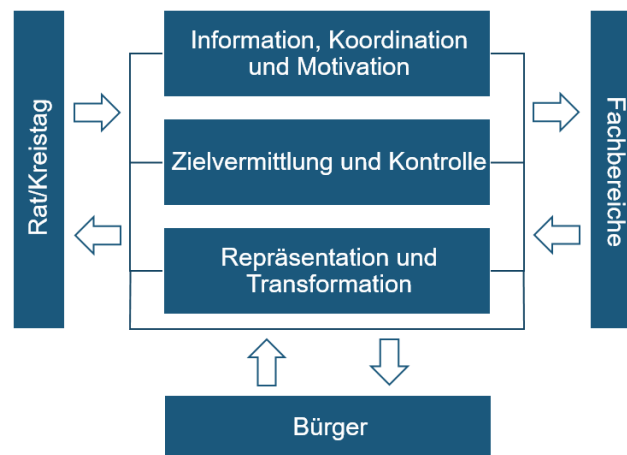 Information, Koordination
und Motivation
Rat/Kreistag
Zielvermittlung und Kontrolle
Fachbereiche
Repräsentation und
Transformation
Bürger